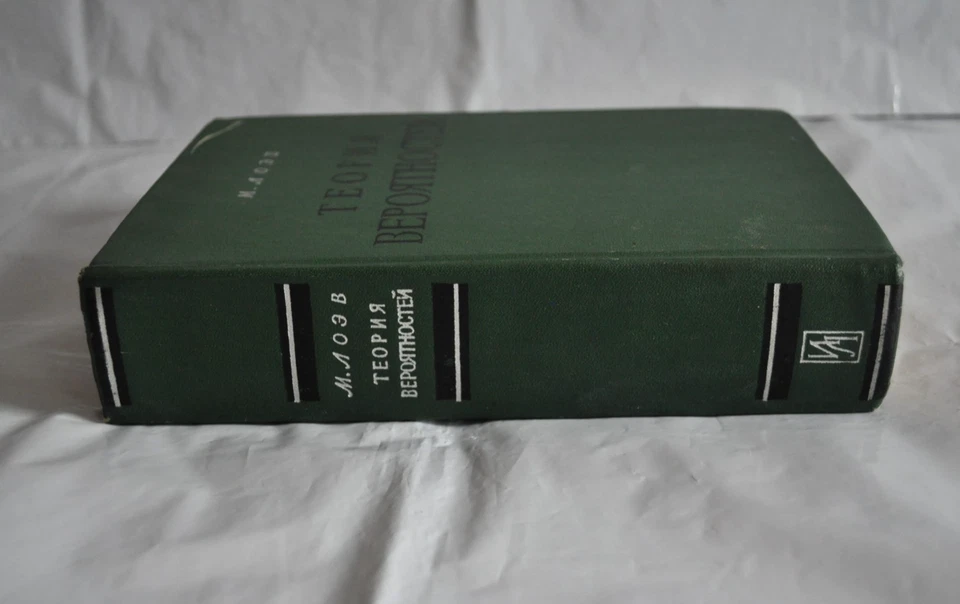 М. ЛОЭВ
ТЕОРИЯ
ВЕРОЯТНОСТЕЙ
М. ЛОЭВ
ТЕОРИЯ
ВЕРОЯТНОСТЕЙ
ИЛ